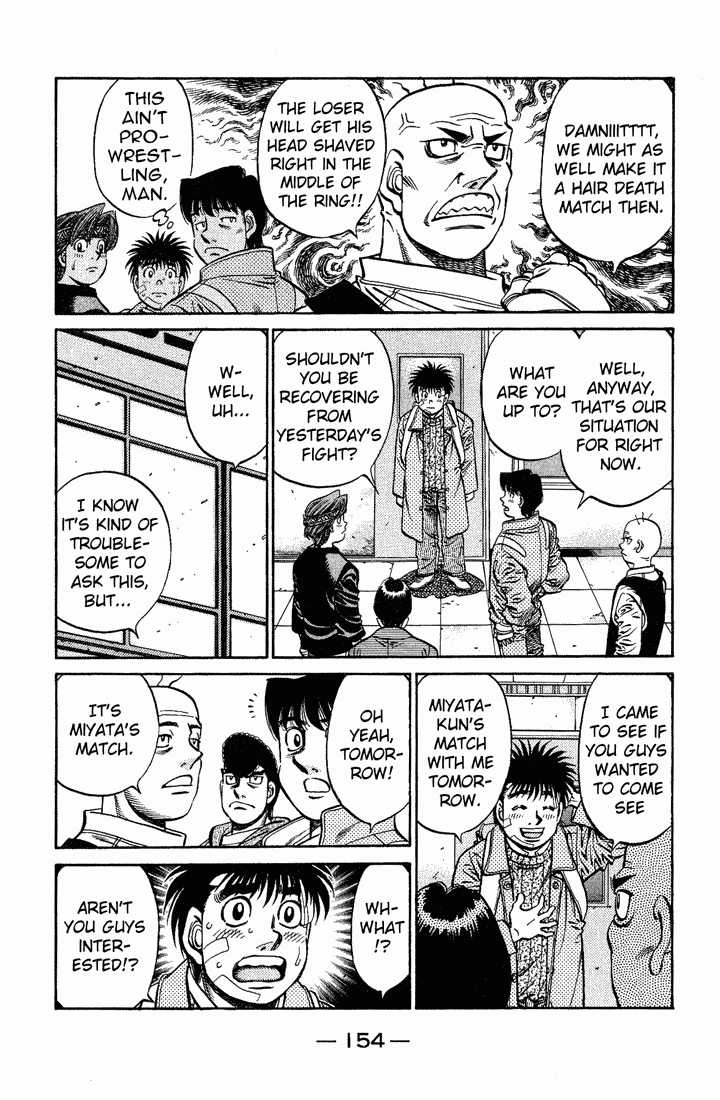 DAMNIIITTTT,
WE MIGHT AS
WELL MAKE
IT A HAIR DEATH
MATCH THEN.
THE LOSER
WILL GET HIS
HEAD SHAVED
RIGHT IN THE
MIDDLE OF
THE RING!!
THIS
AIN'T
PRO-
WREST-
LING,
MAN.
WELL,
ANYWAY,
THAT'S OUR
SITUATION
FOR RIGHT
NOW.
WHAT
ARE YOU
UP TO?
SHOULDN'T
YOU BE
RECOVERING
FROM
YESTERDAY'S
FIGHT?
W-
WELL,
UH...
I KNOW
IT'S KIND OF
TROUBLE-
SOME TO
ASK THIS,
BUT...
I CAME
TO SEE IF
YOU GUYS
WANTED
TO COME
SEE
MIYATA-
KUN'S
MATCH
WITH ME
TOMOR-
ROW.
OH
YEAH,
TOMOR-
ROW!
IT'S
MIYATA'S
MATCH.
WH-
WHAT
!?
AREN'T
YOU GUYS
INTER-
ESTED!?
— 154 —